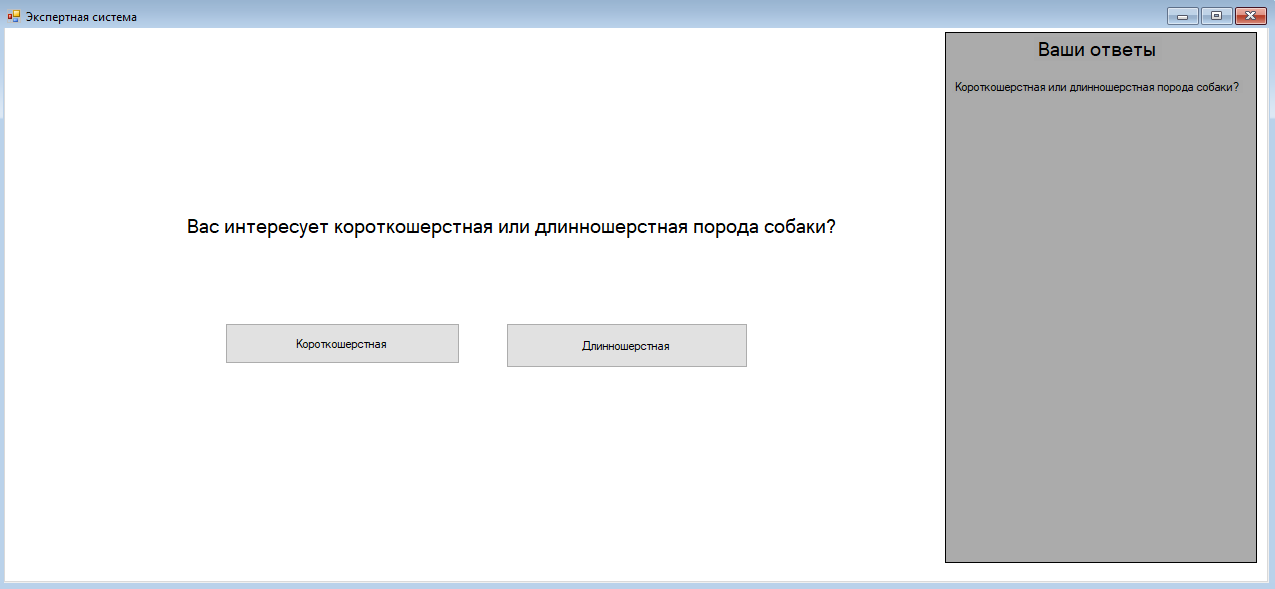 Экспертная система
Вас интересует короткошерстная или длинношерстная порода собаки?
Короткошерстная
Длинношерстная
Ваши ответы
Короткошерстная или длинношерстная порода собаки?